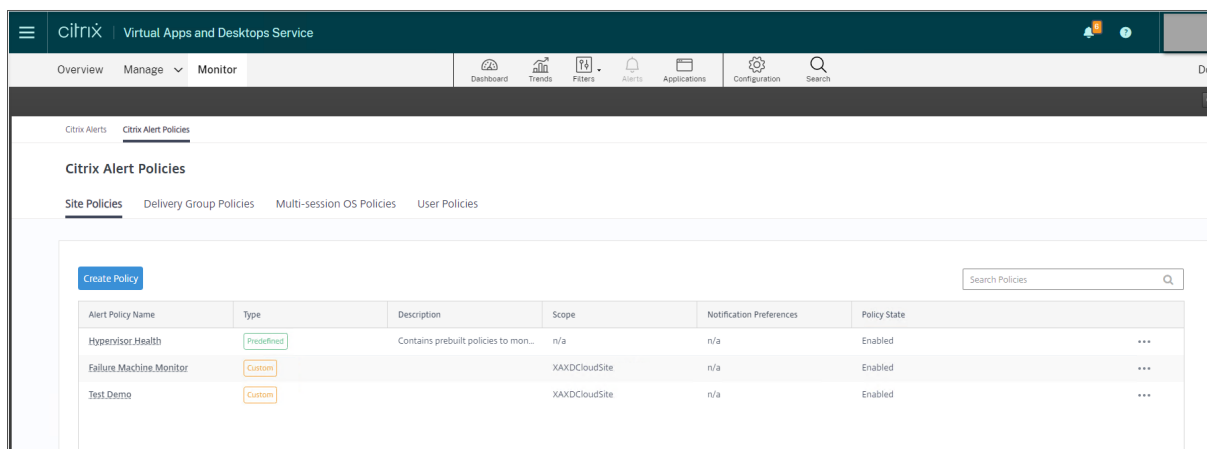 citrix | Virtual Apps and Desktops Service 6 ?
Overview Manage Monitor Dashboard Trends Filters Alerts Applications Configuration Search
Citrix Alerts Citrix Alert Policies
Citrix Alert Policies
Site Policies Delivery Group Policies Multi-session OS Policies User Policies
Create Policy Search Policies
Alert Policy Name Type Description Scope Notification Preferences Policy State
Hypervisor Health Predefined Contains prebuilt policies to mon... n/a n/a Enabled ...
Failure Machine Monitor Custom XAXDCloudSite n/a Enabled ...
Test Demo Custom XAXDCloudSite n/a Enabled ...